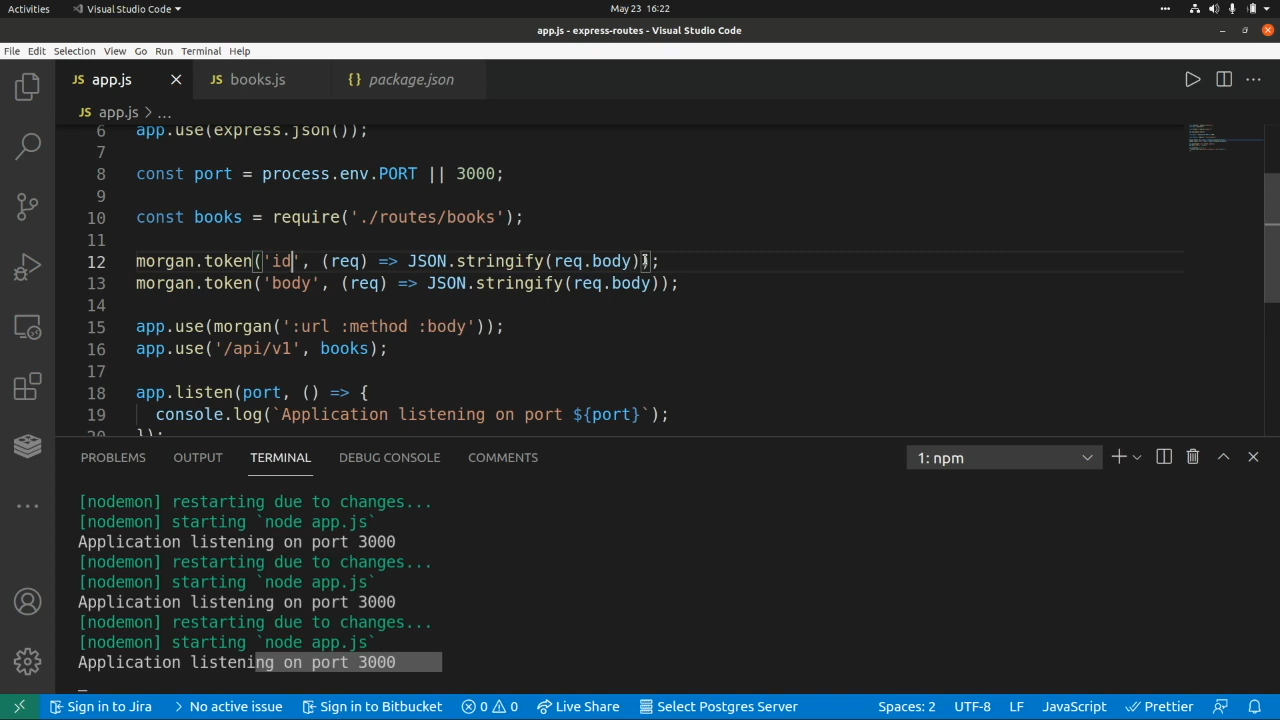 Activities
Visual Studio Code
May 23 16:22
app.js - express-routes - Visual Studio Code
File Edit Selection View Go Run Terminal Help
JS app.js
JS books.js
{} package.json
JS app.js > ...
6 app.use(express.json());
7
8 const port = process.env.PORT || 3000;
9
10 const books = require('./routes/books');
11
12 morgan.token('id', (req) => JSON.stringify(req.body));
13 morgan.token('body', (req) => JSON.stringify(req.body));
14
15 app.use(morgan(':url :method :body'));
16 app.use('/api/v1', books);
17
18 app.listen(port, () => {
19 console.log(`Application listening on port ${port}`);
20 });
PROBLEMS OUTPUT TERMINAL DEBUG CONSOLE COMMENTS
1: npm
[nodemon] restarting due to changes...
[nodemon] starting `node app.js`
Application listening on port 3000
[nodemon] restarting due to changes...
[nodemon] starting `node app.js`
Application listening on port 3000
[nodemon] restarting due to changes...
[nodemon] starting `node app.js`
Application listening on port 3000
Sign in to Jira
No active issue
Sign in to Bitbucket
0 0
Live Share
Select Postgres Server
Spaces: 2
UTF-8
LF
JavaScript
Prettier